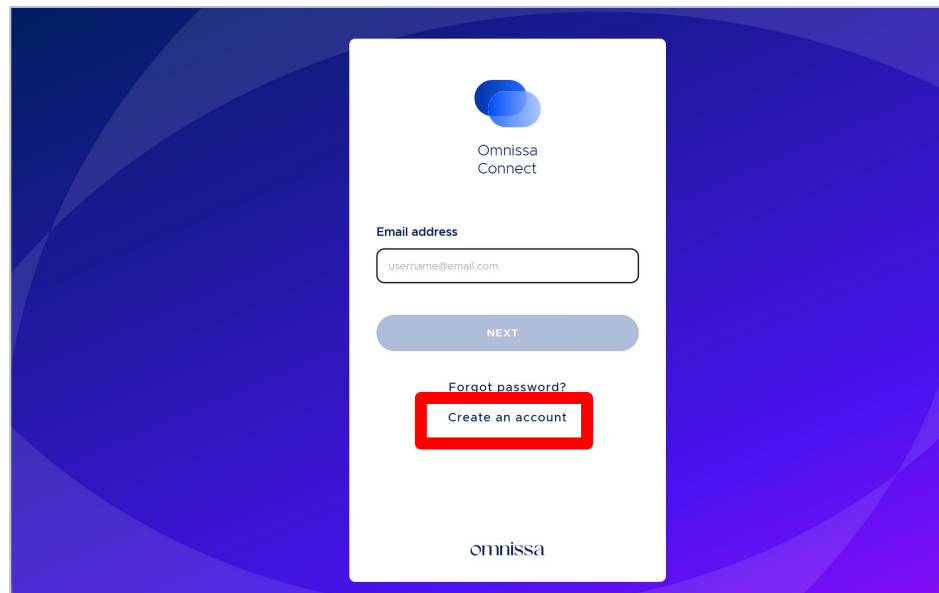 Omnissa
Connect
Email address
username@email.com
NEXT
Forgot password?
Create an account
omnissa